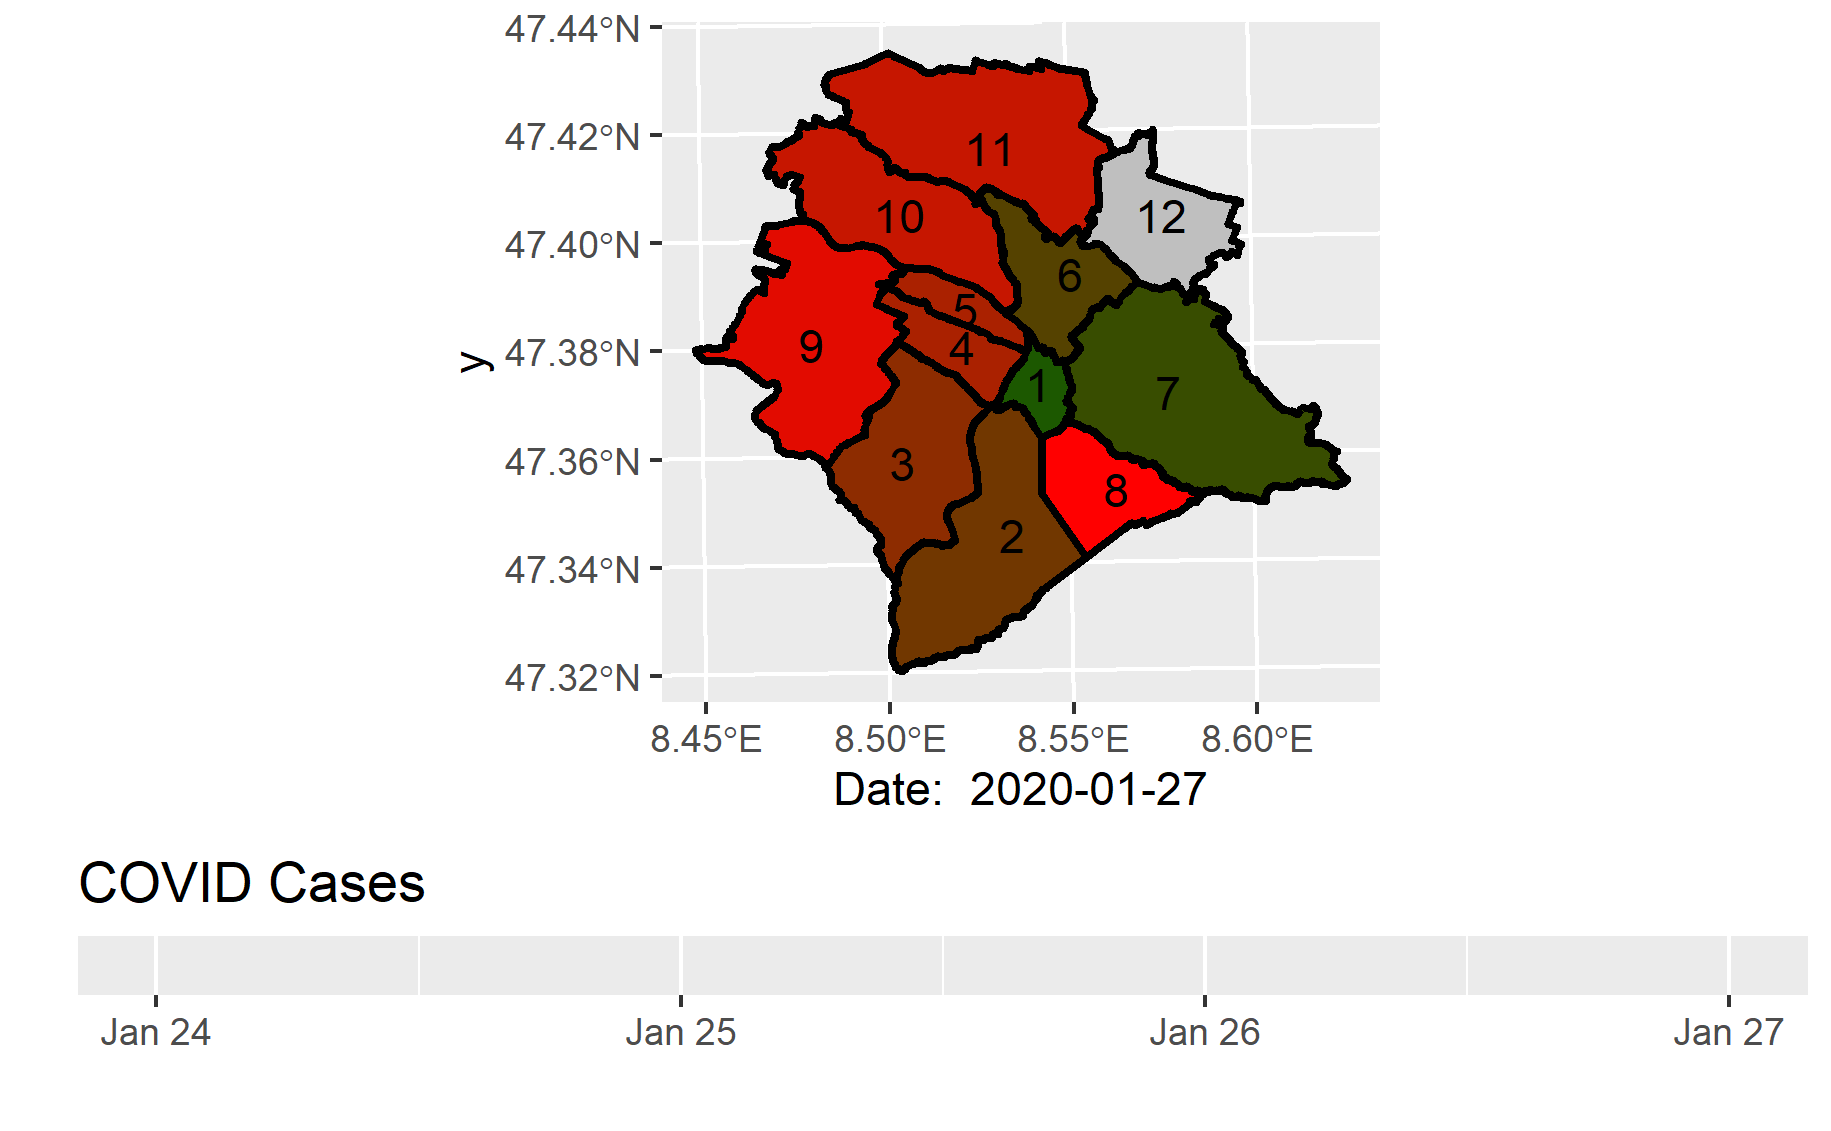 47.44°N
47.42°N
47.40°N
47.38°N
47.36°N
47.34°N
47.32°N
y
11
10
12
6
5
9
4
1
7
3
8
2
8.45°E 8.50°E 8.55°E 8.60°E
Date: 2020-01-27
COVID Cases
Jan 24 Jan 25 Jan 26 Jan 27